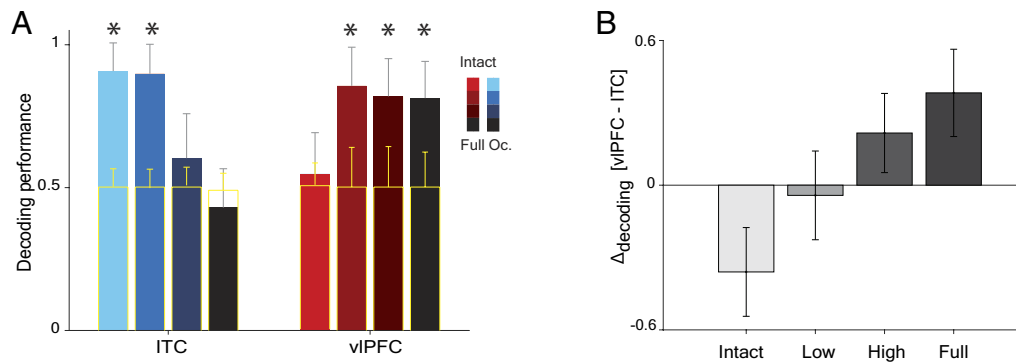 A
Decoding performance
1
0.5
0
* *
* * *
Intact
Full Oc.
ITC
vlPFC
B
Δdecoding [vlPFC - ITC]
0.6
0
-0.6
Intact Low High Full